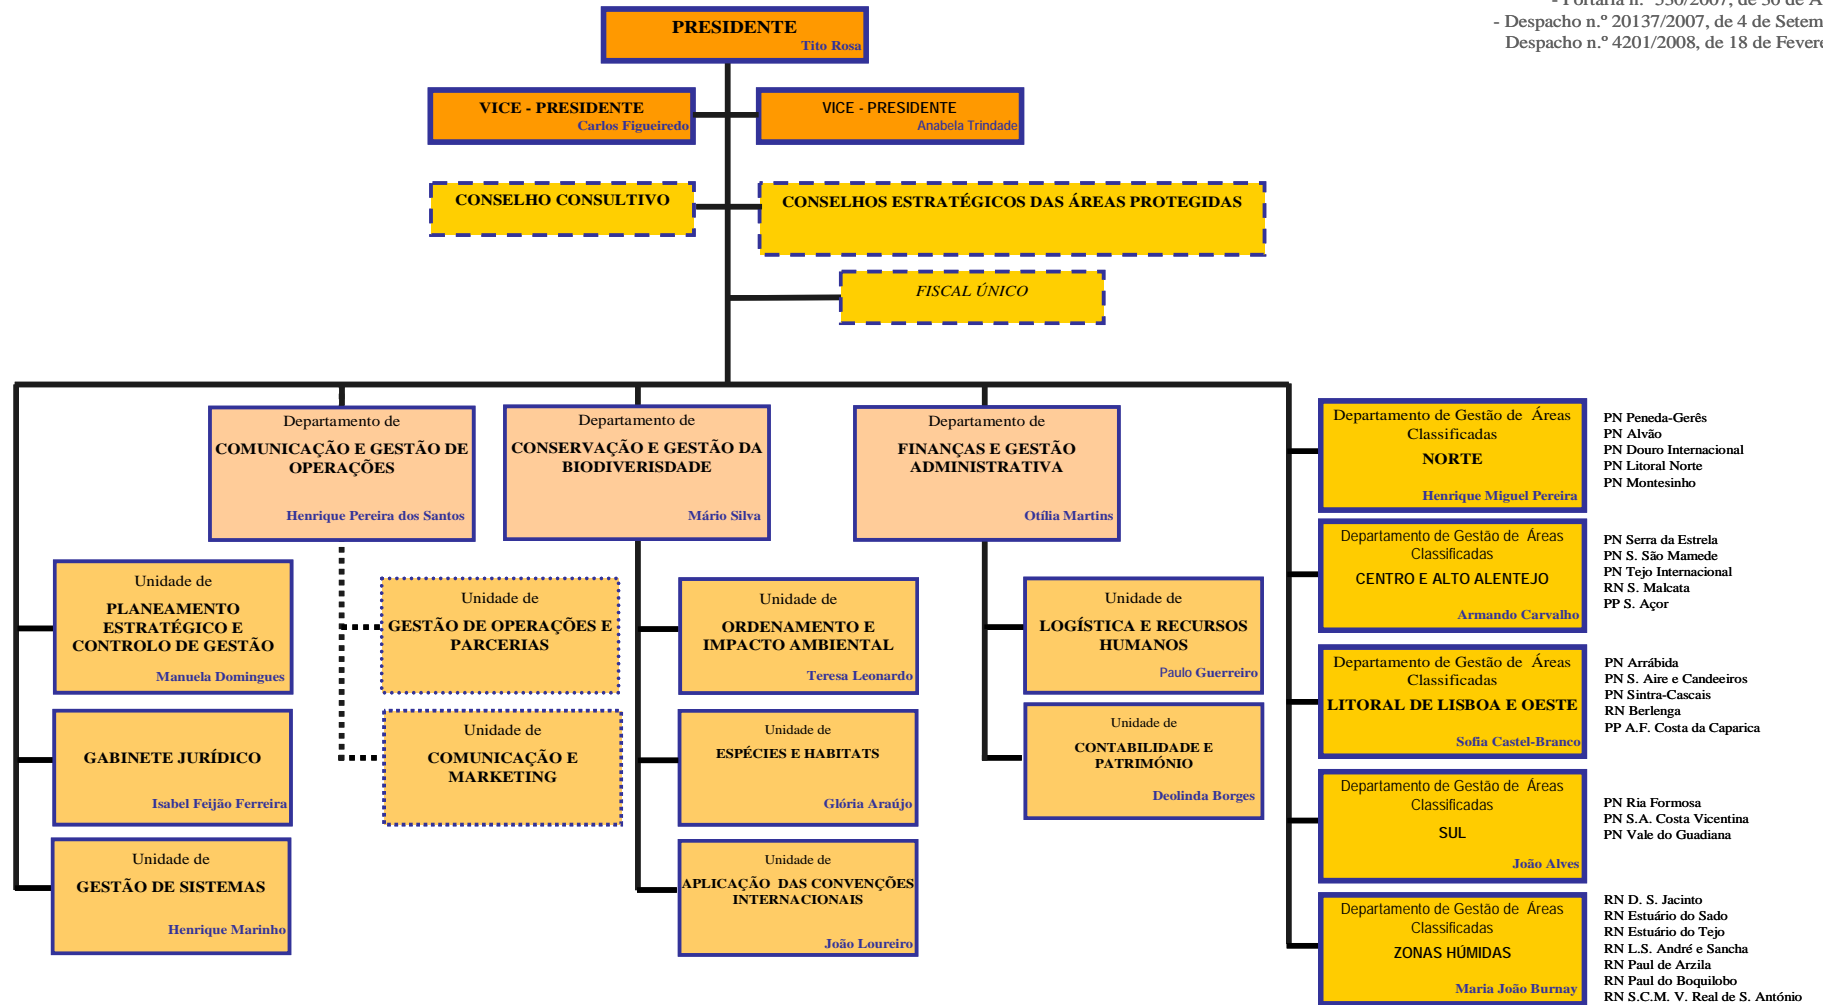 - Portaria n.º 530/2007, de 30 de A
- Despacho n.º 20137/2007, de 4 de Setem
Despacho n.º 4201/2008, de 18 de Fevere
PRESIDENTE
Tito Rosa
VICE - PRESIDENTE
Carlos Figueiredo
VICE - PRESIDENTE
Anabela Trindade
CONSELHO CONSULTIVO
CONSELHOS ESTRATÉGICOS DAS ÁREAS PROTEGIDAS
FISCAL ÚNICO
Departamento de
COMUNICAÇÃO E GESTÃO DE
OPERAÇÕES
Henrique Pereira dos Santos
Departamento de
CONSERVAÇÃO E GESTÃO DA
BIODIVERISDADE
Mário Silva
Departamento de
FINANÇAS E GESTÃO
ADMINISTRATIVA
Otília Martins
Unidade de
PLANEAMENTO
ESTRATÉGICO E
CONTROLO DE GESTÃO
Manuela Domingues
GABINETE JURÍDICO
Isabel Feijão Ferreira
Unidade de
GESTÃO DE SISTEMAS
Henrique Marinho
Unidade de
GESTÃO DE OPERAÇÕES E
PARCERIAS
Unidade de
COMUNICAÇÃO E
MARKETING
Unidade de
ORDENAMENTO E
IMPACTO AMBIENTAL
Teresa Leonardo
Unidade de
ESPÉCIES E HABITATS
Glória Araújo
Unidade de
APLICAÇÃO DAS CONVENÇÕES
INTERNACIONAIS
João Loureiro
Unidade de
LOGÍSTICA E RECURSOS
HUMANOS
Paulo Guerreiro
Unidade de
CONTABILIDADE E
PATRIMÓNIO
Deolinda Borges
Departamento de Gestão de Áreas
Classificadas
NORTE
Henrique Miguel Pereira
PN Peneda-Gerês
PN Alvão
PN Douro Internacional
PN Litoral Norte
PN Montesinho
Departamento de Gestão de Áreas
Classificadas
CENTRO E ALTO ALENTEJO
Armando Carvalho
PN Serra da Estrela
PN S. São Mamede
PN Tejo Internacional
RN S. Malcata
PP S. Açor
Departamento de Gestão de Áreas
Classificadas
LITORAL DE LISBOA E OESTE
Sofia Castel-Branco
PN Arrábida
PN S. Aire e Candeeiros
PN Sintra-Cascais
RN Berlenga
PP A.F. Costa da Caparica
Departamento de Gestão de Áreas
Classificadas
SUL
João Alves
PN Ria Formosa
PN S.A. Costa Vicentina
PN Vale do Guadiana
Departamento de Gestão de Áreas
Classificadas
ZONAS HÚMIDAS
Maria João Burnay
RN D. S. Jacinto
RN Estuário do Sado
RN Estuário do Tejo
RN L.S. André e Sancha
RN Paul de Arzila
RN Paul do Boquilobo
RN S.C.M. V. Real de S. António